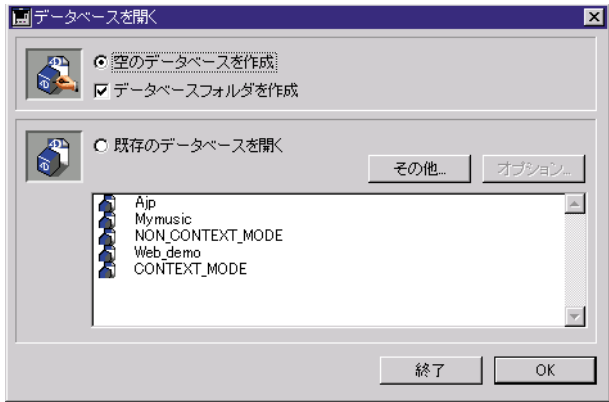 データベースを開く
空のデータベースを作成
データベースフォルダを作成
既存のデータベースを開く
その他...
オプション...
Ajp
Mymusic
NON_CONTEXT_MODE
Web_demo
CONTEXT_MODE
終了
OK